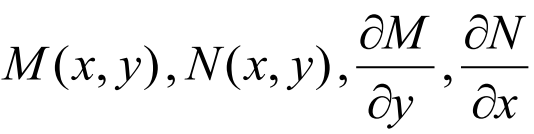 M(x, y), N(x, y), ∂M/∂y, ∂N/∂x